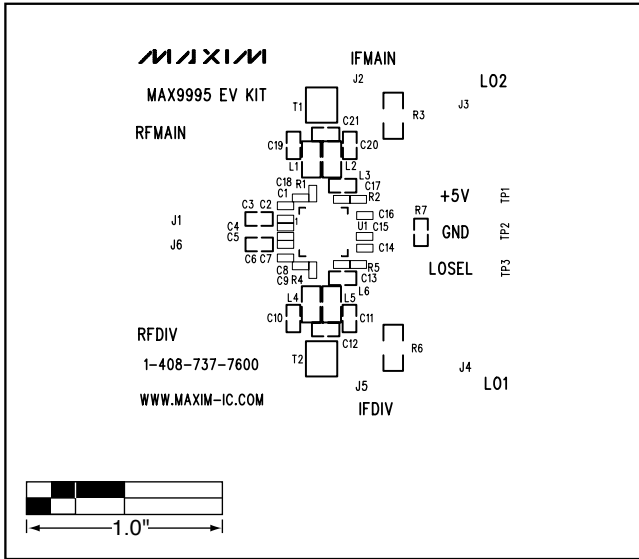 MAXIM
IFMAIN
J2
LO2
MAX9995 EV KIT
T1
R3
J3
RFMAIN
C21
C19
C20
L1
L2
L3
C18
R1
C17
C1
R2
+5V
TP1
C3
C2
C16
R7
J1
C4
1
U1
C15
GND
TP2
C5
J6
C14
C6
C7
C8
R5
LOSEL
TP3
C9
R4
C13
L4
L5
L6
C10
C11
RFDIV
C12
R6
1-408-737-7600
T2
J4
J5
LO1
WWW.MAXIM-IC.COM
IFDIV
1.0"